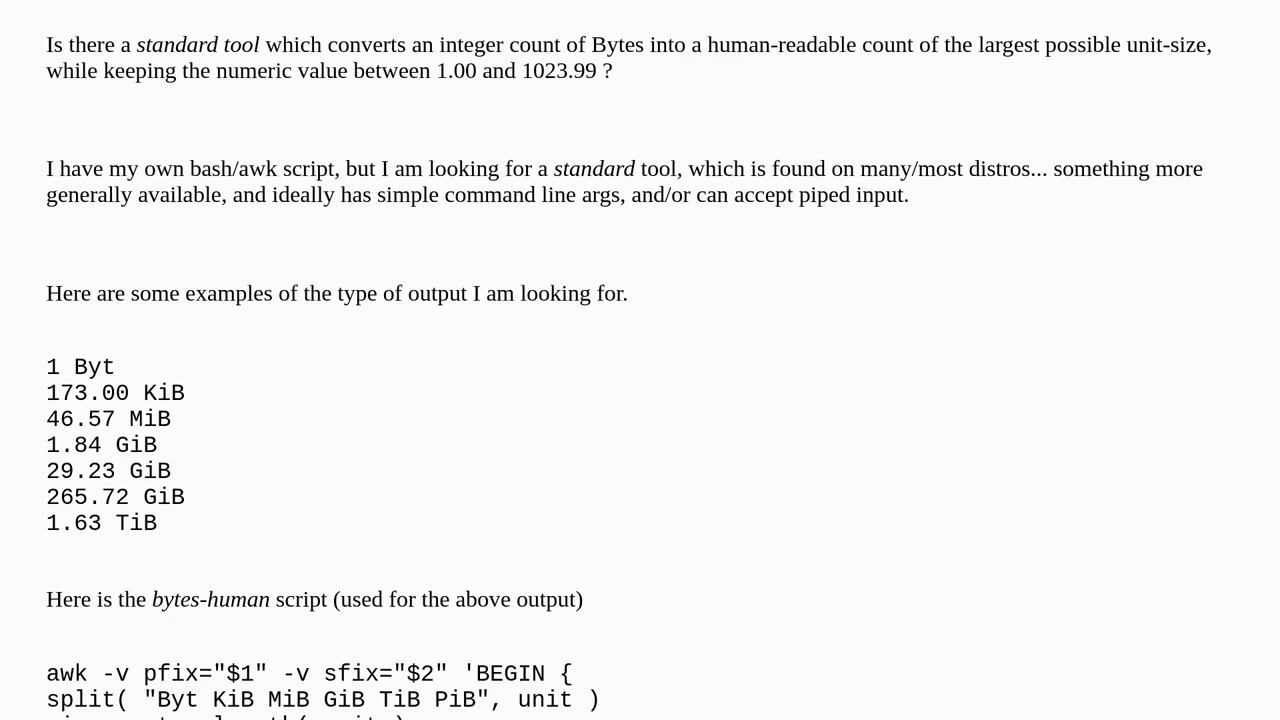 Is there a standard tool which converts an integer count of Bytes into a human-readable count of the largest possible unit-size,
while keeping the numeric value between 1.00 and 1023.99 ?
I have my own bash/awk script, but I am looking for a standard tool, which is found on many/most distros... something more
generally available, and ideally has simple command line args, and/or can accept piped input.
Here are some examples of the type of output I am looking for.
1 Byt
173.00 KiB
46.57 MiB
1.84 GiB
29.23 GiB
265.72 GiB
1.63 TiB
Here is the bytes-human script (used for the above output)
awk -v pfix="$1" -v sfix="$2" 'BEGIN {
split( "Byt KiB MiB GiB TiB PiB", unit )